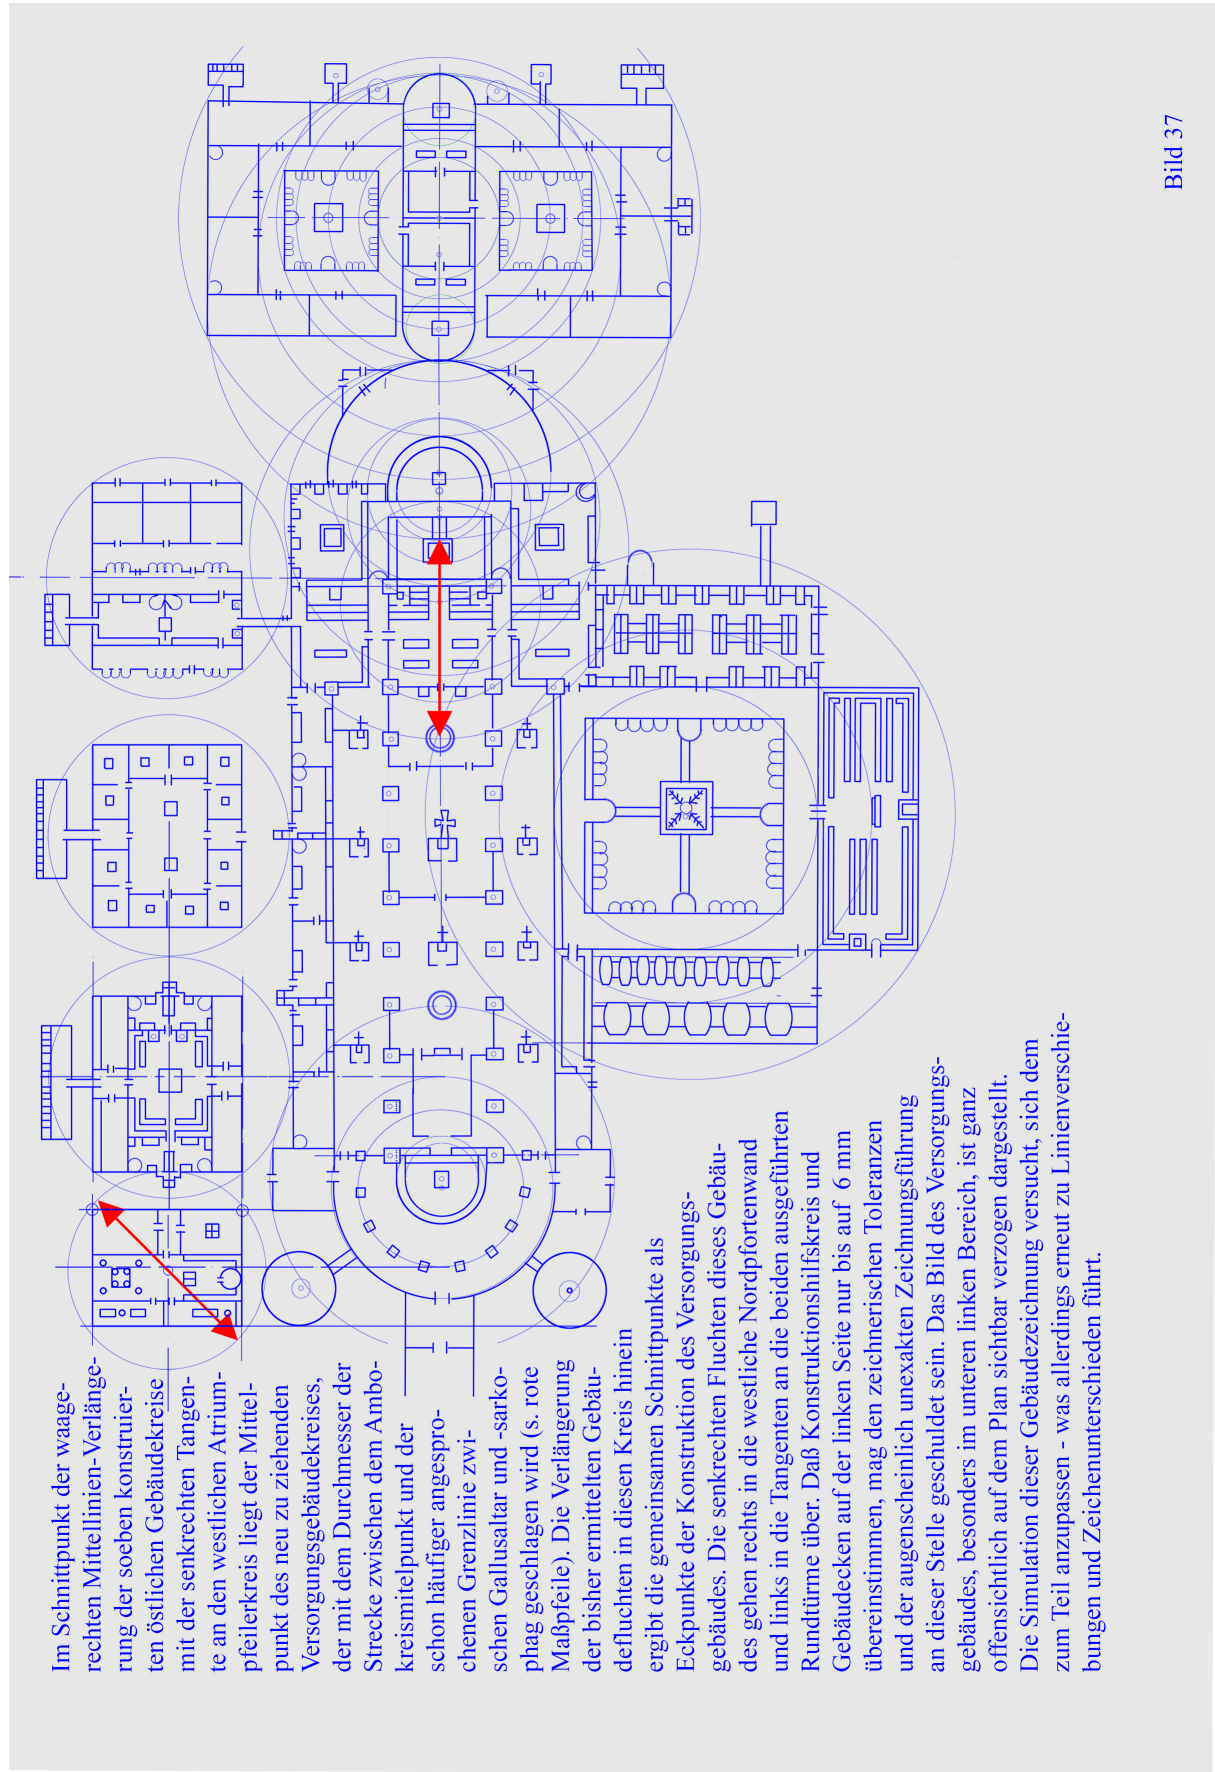 Im Schnittpunkt der waage-
rechten Mittellinien-Verlänge-
rung der soeben konstruier-
ten östlichen Gebäudekreise
mit der senkrechten Tangen-
te an den westlichen Atrium-
pfeilerkreis liegt der Mittel-
punkt des neu zu ziehenden
Versorgungsgebäudekreises,
der mit dem Durchmesser der
Strecke zwischen dem Ambo-
kreismittelpunkt und der
schon häufiger angespro-
chenen Grenzlinie zwi-
schen Gallusaltar und -sarko-
phag geschlagen wird (s. rote
Maßpfeile). Die Verlängerung
der bisher ermittelten Gebäu-
defluchten in diesen Kreis hinein
ergibt die gemeinsamen Schnittpunkte als
Eckpunkte der Konstruktion des Versorgungs-
gebäudes. Die senkrechten Fluchten dieses Gebäu-
des gehen rechts in die westliche Nordpfortenwand
und links in die Tangenten an die beiden ausgeführten
Rundtürme über. Daß Konstruktionshilfskreis und
Gebäudecken auf der linken Seite nur bis auf 6 mm
übereinstimmen, mag den zeichnerischen Toleranzen
und der augenscheinlich unexakten Zeichnungsführung
an dieser Stelle geschuldet sein. Das Bild des Versorgungs-
gebäudes, besonders im unteren linken Bereich, ist ganz
offensichtlich auf dem Plan sichtbar verzogen dargestellt.
Die Simulation dieser Gebäudezeichnung versucht, sich dem
zum Teil anzupassen - was allerdings erneut zu Linienverschie-
bungen und Zeichenunterschieden führt.
Bild 37